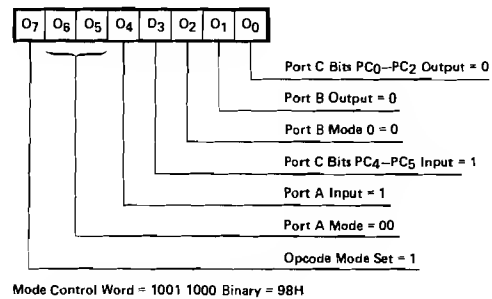 O7 O6 O5 O4 D3 O2 O1 O0
Port C Bits PC0–PC2 Output = 0
Port B Output = 0
Port B Mode 0 = 0
Port C Bits PC4–PC5 Input = 1
Port A Input = 1
Port A Mode = 00
Opcode Mode Set = 1
Mode Control Word = 1001 1000 Binary = 98H